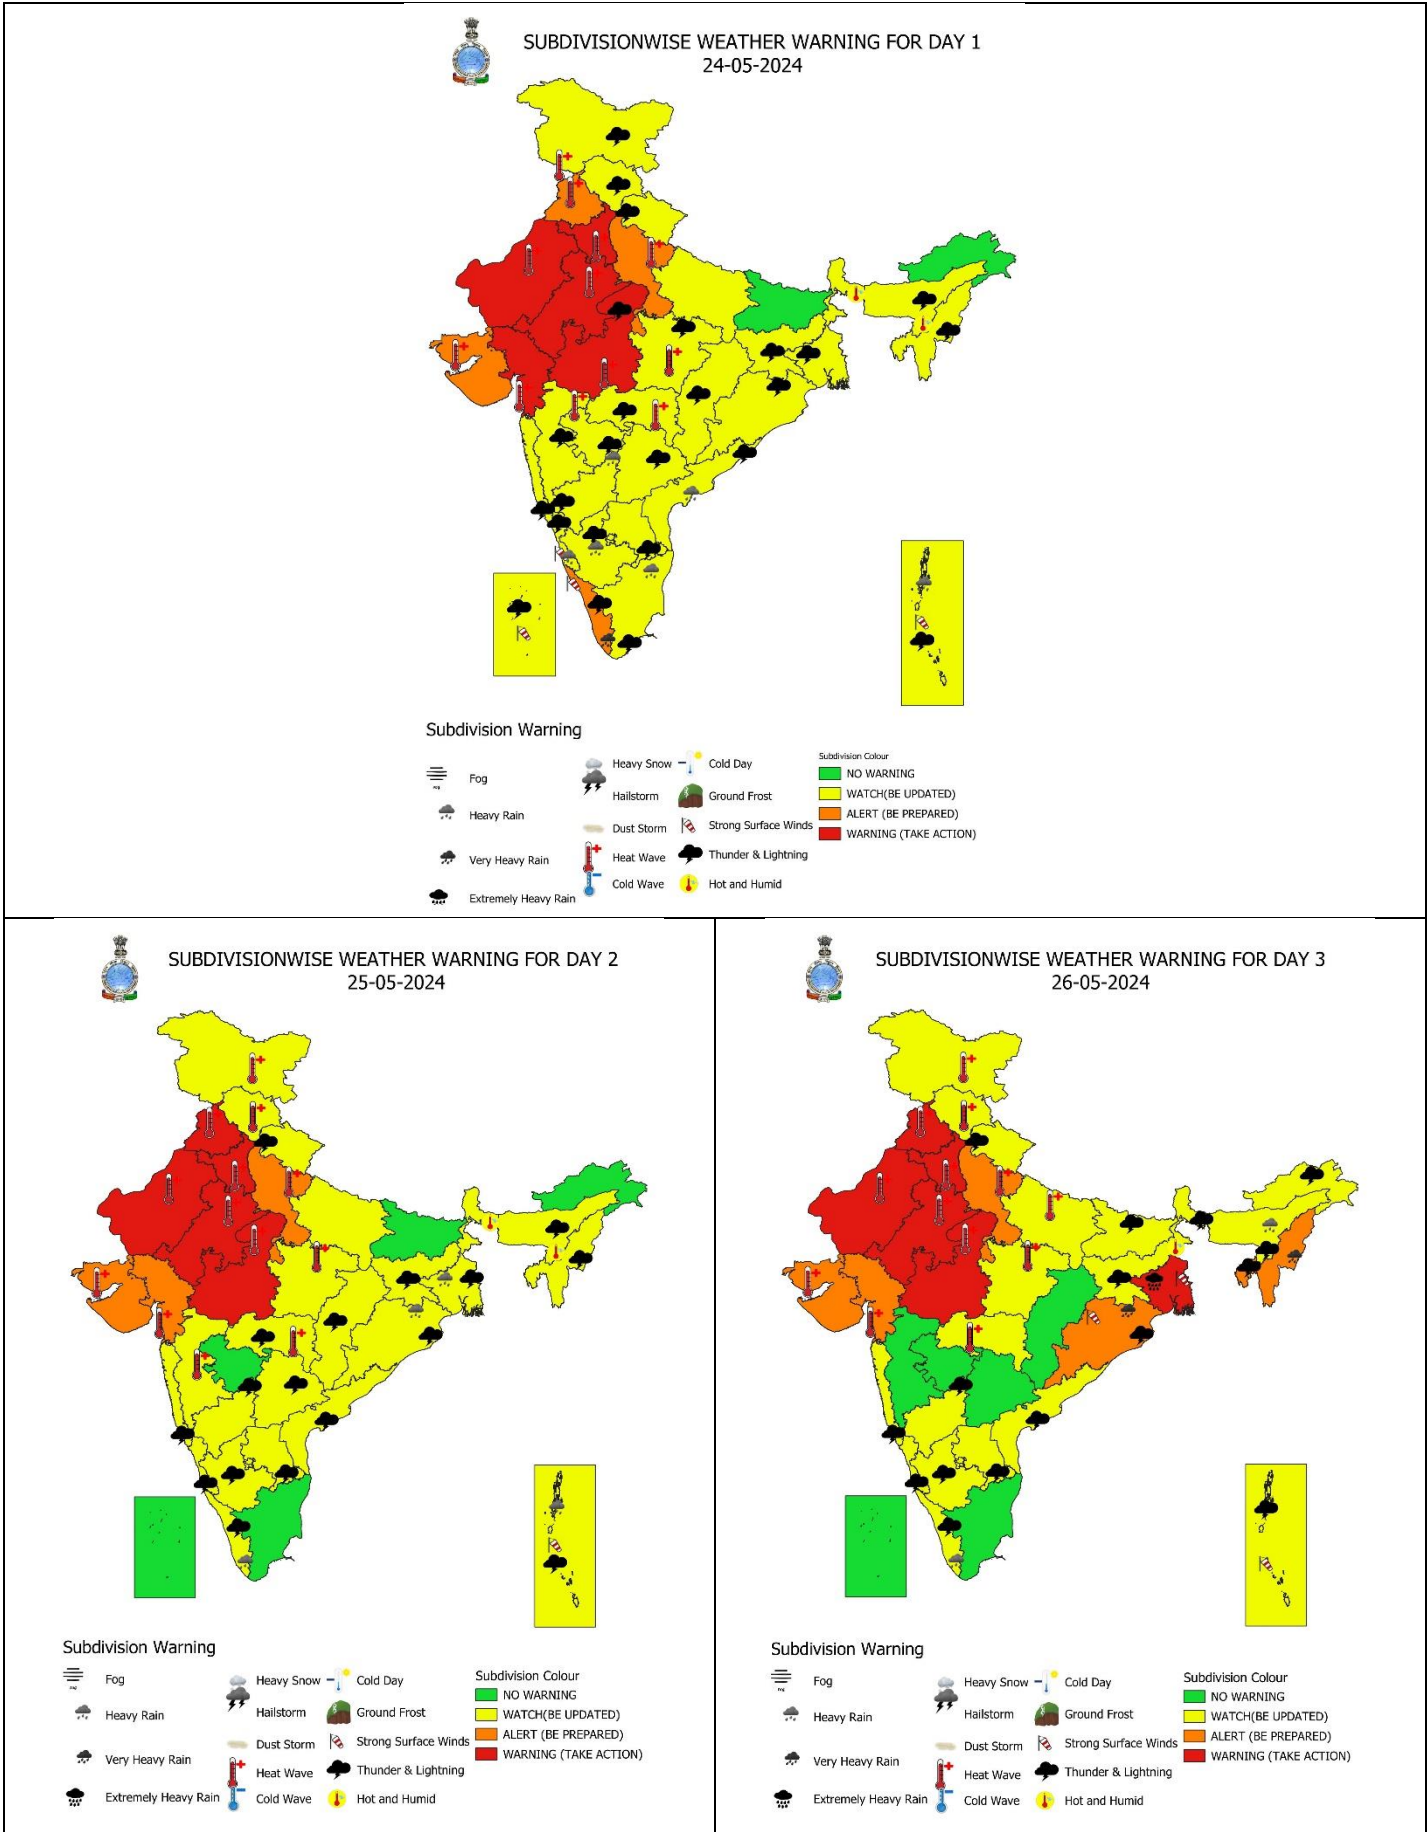 SUBDIVISIONWISE WEATHER WARNING FOR DAY 1
24-05-2024
Subdivision Warning
Fog
Heavy Rain
Very Heavy Rain
Extremely Heavy Rain
Heavy Snow
Hailstorm
Dust Storm
Heat Wave
Cold Wave
Cold Day
Ground Frost
Strong Surface Winds
Thunder & Lightning
Hot and Humid
Subdivision Colour
NO WARNING
WATCH(BE UPDATED)
ALERT (BE PREPARED)
WARNING (TAKE ACTION)
SUBDIVISIONWISE WEATHER WARNING FOR DAY 2
25-05-2024
Subdivision Warning
Fog
Heavy Rain
Very Heavy Rain
Extremely Heavy Rain
Heavy Snow
Hailstorm
Dust Storm
Heat Wave
Cold Wave
Cold Day
Ground Frost
Strong Surface Winds
Thunder & Lightning
Hot and Humid
Subdivision Colour
NO WARNING
WATCH(BE UPDATED)
ALERT (BE PREPARED)
WARNING (TAKE ACTION)
SUBDIVISIONWISE WEATHER WARNING FOR DAY 3
26-05-2024
Subdivision Warning
Fog
Heavy Rain
Very Heavy Rain
Extremely Heavy Rain
Heavy Snow
Hailstorm
Dust Storm
Heat Wave
Cold Wave
Cold Day
Ground Frost
Strong Surface Winds
Thunder & Lightning
Hot and Humid
Subdivision Colour
NO WARNING
WATCH(BE UPDATED)
ALERT (BE PREPARED)
WARNING (TAKE ACTION)